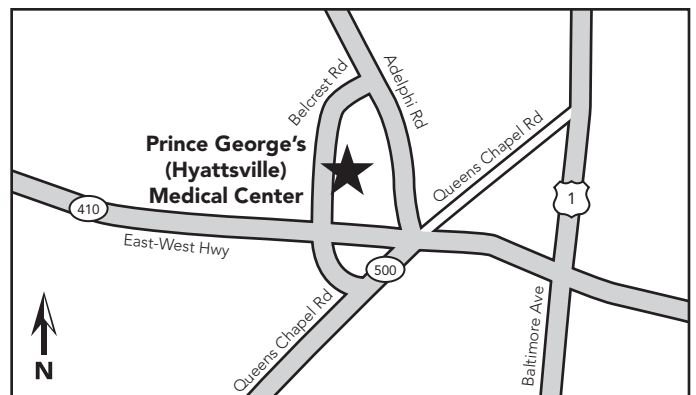 Belcrest Rd
Adelphi Rd
Queens Chapel Rd
Prince George’s
(Hyattsville)
Medical Center
410
1
East-West Hwy
500
Queens Chapel Rd
Baltimore Ave
N